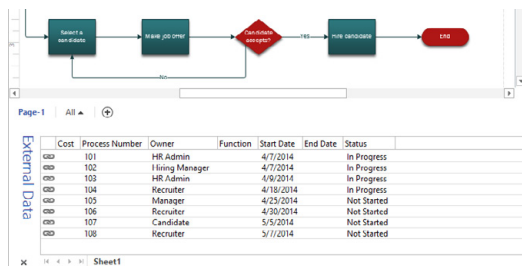 Select a
candidate
Make job offer
Candidate
accepts?
Yes
Hire candidate
End
No
Page-1 All
External Data
Cost Process Number Owner Function Start Date End Date Status
101 HR Admin 4/7/2014 In Progress
102 Hiring Manager 4/7/2014 In Progress
103 HR Admin 4/9/2014 In Progress
104 Recruiter 4/18/2014 In Progress
105 Manager 4/25/2014 Not Started
106 Recruiter 4/30/2014 Not Started
107 Candidate 5/5/2014 Not Started
108 Recruiter 5/7/2014 Not Started
Sheet1